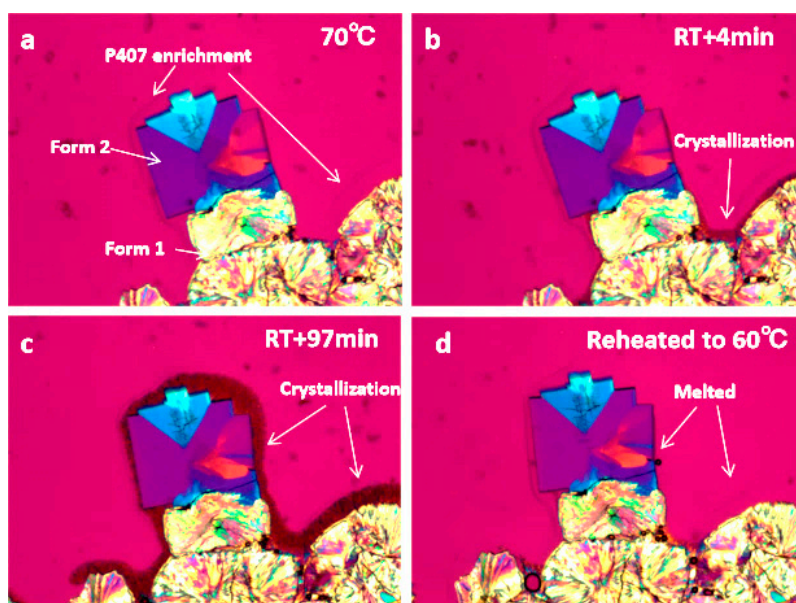 a
70℃
P407 enrichment
Form 2
Form 1
b
RT+4min
Crystallization
c
RT+97min
Crystallization
d
Reheated to 60℃
Melted